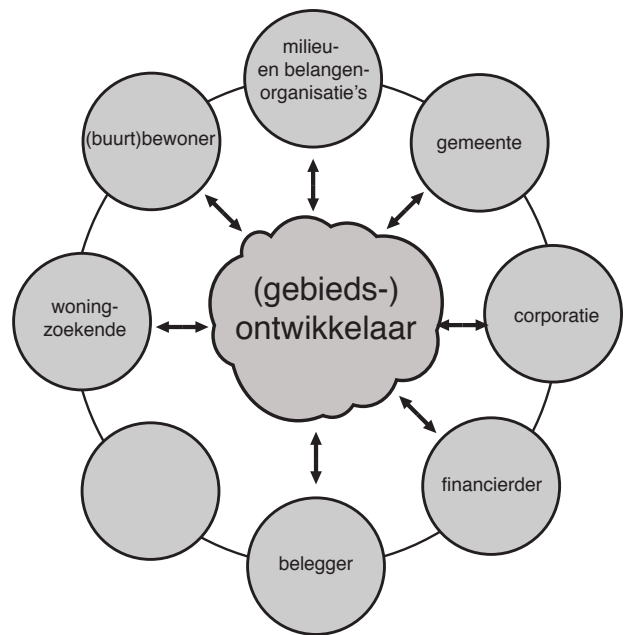 milieu-
en belangen-
organisatie's
(buurt)bewoner
gemeente
(gebieds-)
ontwikkelaar
woning-
zoekende
corporatie
financierder
belegger